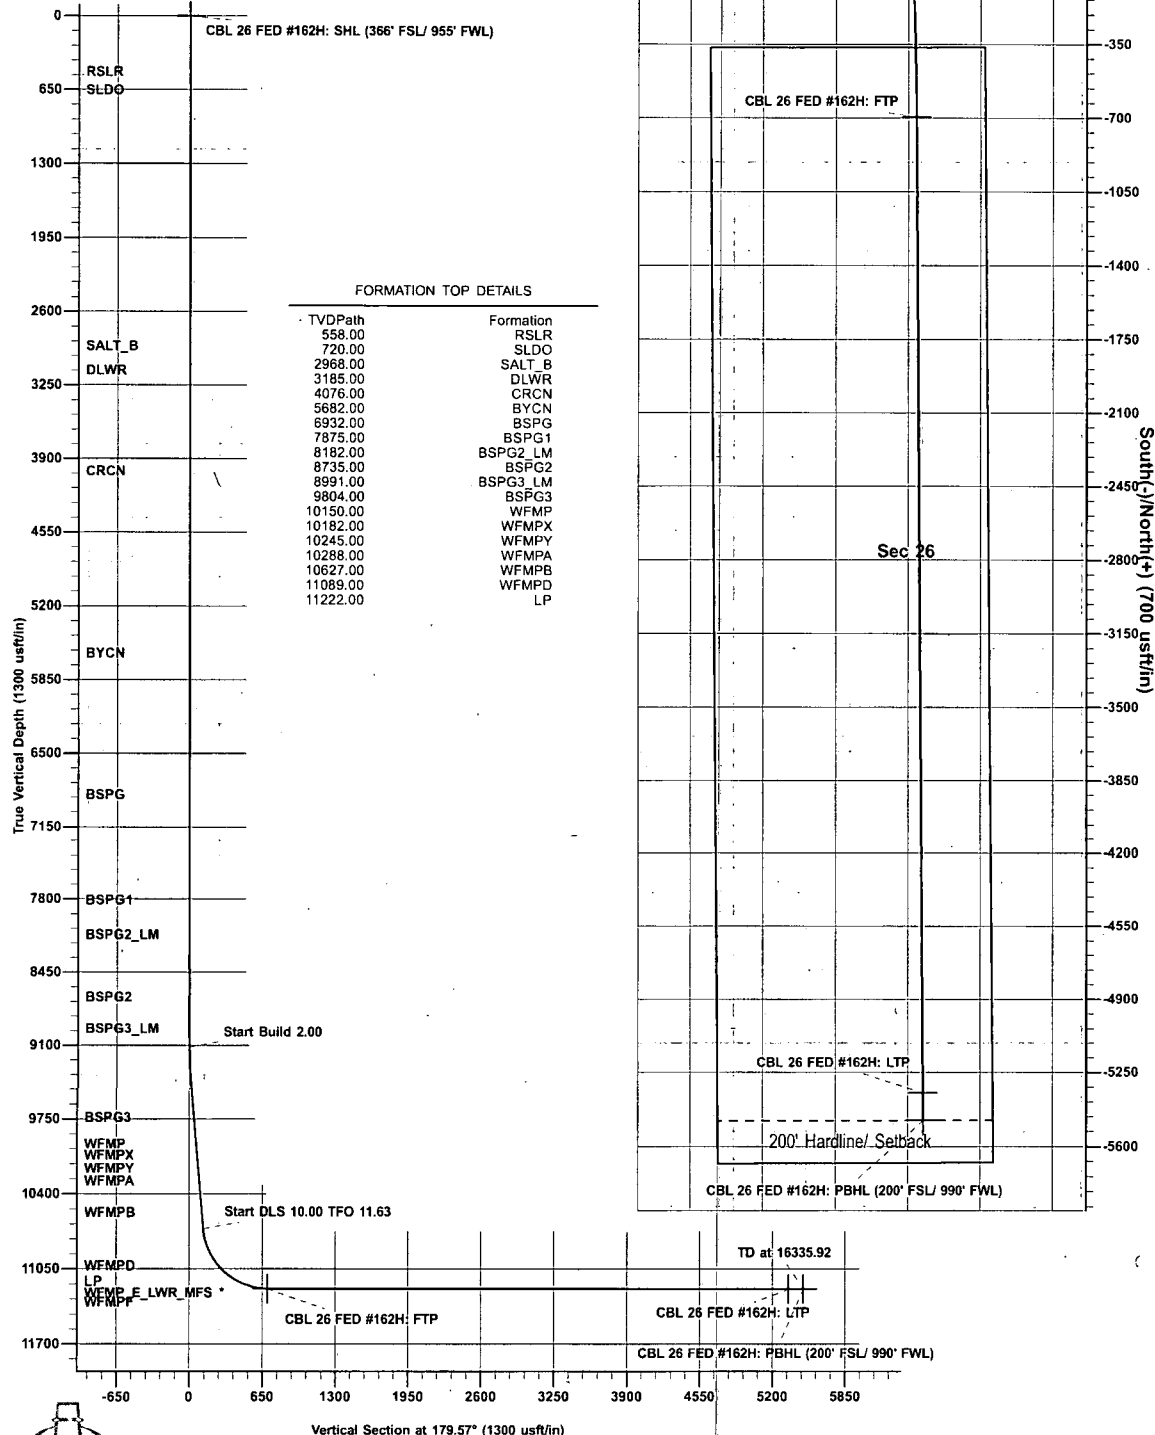 0
CBL 26 FED #162H: SHL (366' FSL/ 955' FWL)
RSLR
650
SLDO
1300
1950
2600
SALT_B
DLWR
3250
3900
CRCN
4550
5200
BYCN
5850
6500
BSPG
7150
7800
BSPG1
BSPG2_LM
8450
BSPG2
BSPG3_LM
Start Build 2.00
9100
9750
BSPG3
WFMP
WFMPX
WFMPY
WFMPA
10400
WFMPB
Start DLS 10.00 TFO 11.63
11050
WFMPD
LP
WFMP_E_LWR_MFS *
WFMPF
11700
True Vertical Depth (1300 usft/in)
FORMATION TOP DETAILS
TVDPath Formation
558.00 RSLR
720.00 SLDO
2968.00 SALT_B
3185.00 DLWR
4076.00 CRCN
5682.00 BYCN
6932.00 BSPG
7875.00 BSPG1
8182.00 BSPG2_LM
8735.00 BSPG2
8991.00 BSPG3_LM
9804.00 BSPG3
10150.00 WFMP
10182.00 WFMPX
10245.00 WFMPY
10288.00 WFMPA
10627.00 WFMPB
11089.00 WFMPD
11222.00 LP
CBL 26 FED #162H: FTP
TD at 16335.92
CBL 26 FED #162H: LTP
CBL 26 FED #162H: PBHL (200' FSL/ 990' FWL)
-650 0 650 1300 1950 2600 3250 3900 4550 5200 5850
Vertical Section at 179.57° (1300 usft/in)
CBL 26 FED #162H: FTP
Sec 26
CBL 26 FED #162H: LTP
200' Hardline/ Setback
CBL 26 FED #162H: PBHL (200' FSL/ 990' FWL)
-350
-700
-1050
-1400
-1750
-2100
-2450
-2800
-3150
-3500
-3850
-4200
-4550
-4900
-5250
-5600
South(-)/North(+) (700 usft/in)